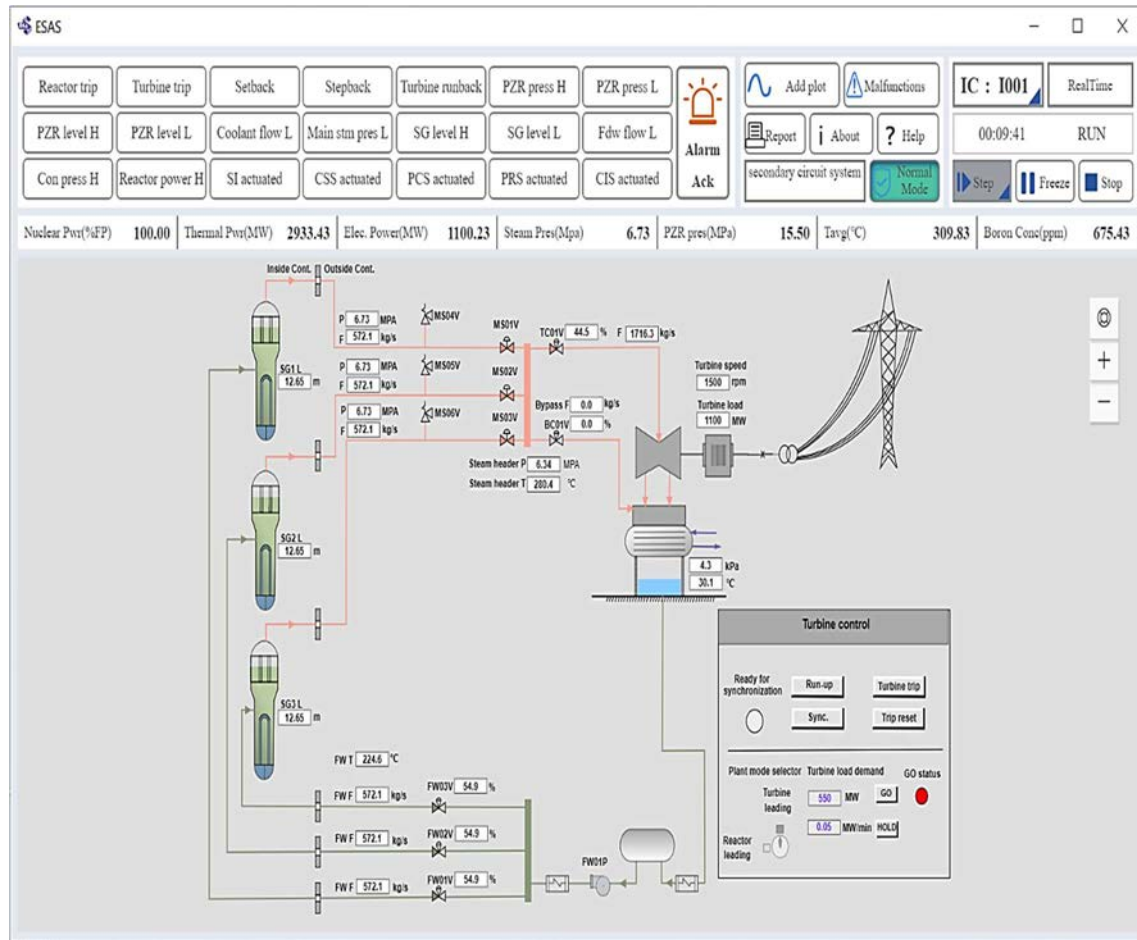 ESAS
Reactor trip
Turbine trip
Setback
Stepback
Turbine runback
PZR press H
PZR press L
PZR level H
PZR level L
Coolant flow L
Main stm pres L
SG level H
SG level L
Fdw flow L
Con press H
Reactor power H
SI actuated
CSS actuated
PCS actuated
PRS actuated
CIS actuated
Alarm
Ack
Add plot
Malfunctions
Report
i About
? Help
secondary circuit system
Normal
Mode
IC : I001
RealTime
00:09:41 RUN
Step
Freeze
Stop
Nuclear Pwr(%FP) 100.00
Thermal Pwr(MW) 2933.43
Elec. Power(MW) 1100.23
Steam Pres(Mpa) 6.73
PZR pres(MPa) 15.50
Tavg(°C) 309.83
Boron Conc(ppm) 675.43
Inside Cont. Outside Cont.
P 6.73 MPA
F 572.1 kg/s
MS04V
MS01V
TC01V 44.5 %
F 1716.3 kg/s
SG1 L
12.65 m
P 6.73 MPA
F 572.1 kg/s
MS05V
MS02V
Turbine speed
1500 rpm
Turbine load
1100 MW
P 6.73 MPA
F 572.1 kg/s
MS06V
MS03V
Bypass F 0.0 kg/s
BC01V 0.0 %
Steam header P 6.34 MPA
Steam header T 280.4 °C
SG2 L
12.65 m
4.3 kPa
30.1 °C
SG3 L
12.65 m
FW T 224.6 °C
FW F 572.1 kg/s
FW03V 54.9 %
FW F 572.1 kg/s
FW02V 54.9 %
FW F 572.1 kg/s
FW01V 54.9 %
FW01P
Turbine control
Ready for
synchronization
Run-up
Turbine trip
Sync.
Trip reset
Plant mode selector
Turbine load demand
GO status
Turbine
leading
550 MW
GO
0.05 MW/min
HOLD
Reactor
leading